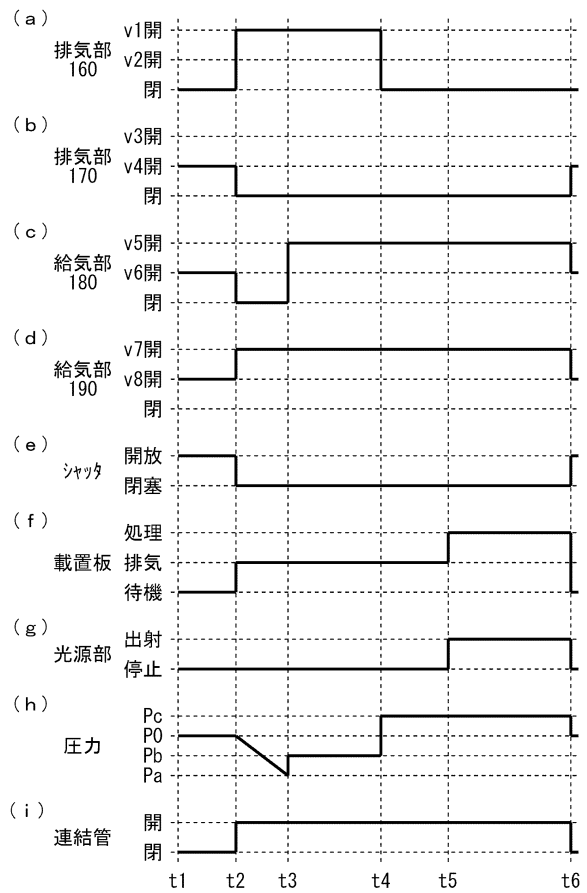 (a)
排気部
160
v1開
v2開
閉
(b)
排気部
170
v3開
v4開
閉
(c)
給気部
180
v5開
v6開
閉
(d)
給気部
190
v7開
v8開
閉
(e)
ｼｬｯﾀ
開放
閉塞
(f)
載置板
処理
排気
待機
(g)
光源部
出射
停止
(h)
圧力
Pc
P0
Pb
Pa
(i)
連結管
開
閉
t1 t2 t3 t4 t5 t6